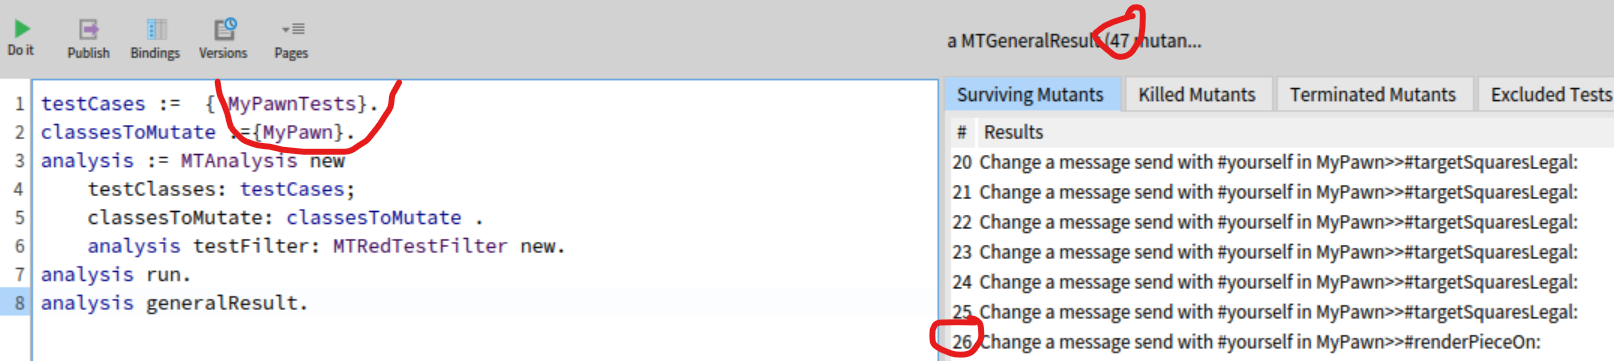 Do it Publish Bindings Versions Pages
1 testCases := { MyPawnTests}.
2 classesToMutate :={MyPawn}.
3 analysis := MTAnalysis new
4 testClasses: testCases;
5 classesToMutate: classesToMutate .
6 analysis testFilter: MTRedTestFilter new.
7 analysis run.
8 analysis generalResult.
a MTGeneralResult (47 mutan...
Surviving Mutants Killed Mutants Terminated Mutants Excluded Tests
# Results
20 Change a message send with #yourself in MyPawn>>#targetSquaresLegal:
21 Change a message send with #yourself in MyPawn>>#targetSquaresLegal:
22 Change a message send with #yourself in MyPawn>>#targetSquaresLegal:
23 Change a message send with #yourself in MyPawn>>#targetSquaresLegal:
24 Change a message send with #yourself in MyPawn>>#targetSquaresLegal:
25 Change a message send with #yourself in MyPawn>>#targetSquaresLegal:
26 Change a message send with #yourself in MyPawn>>#renderPieceOn: